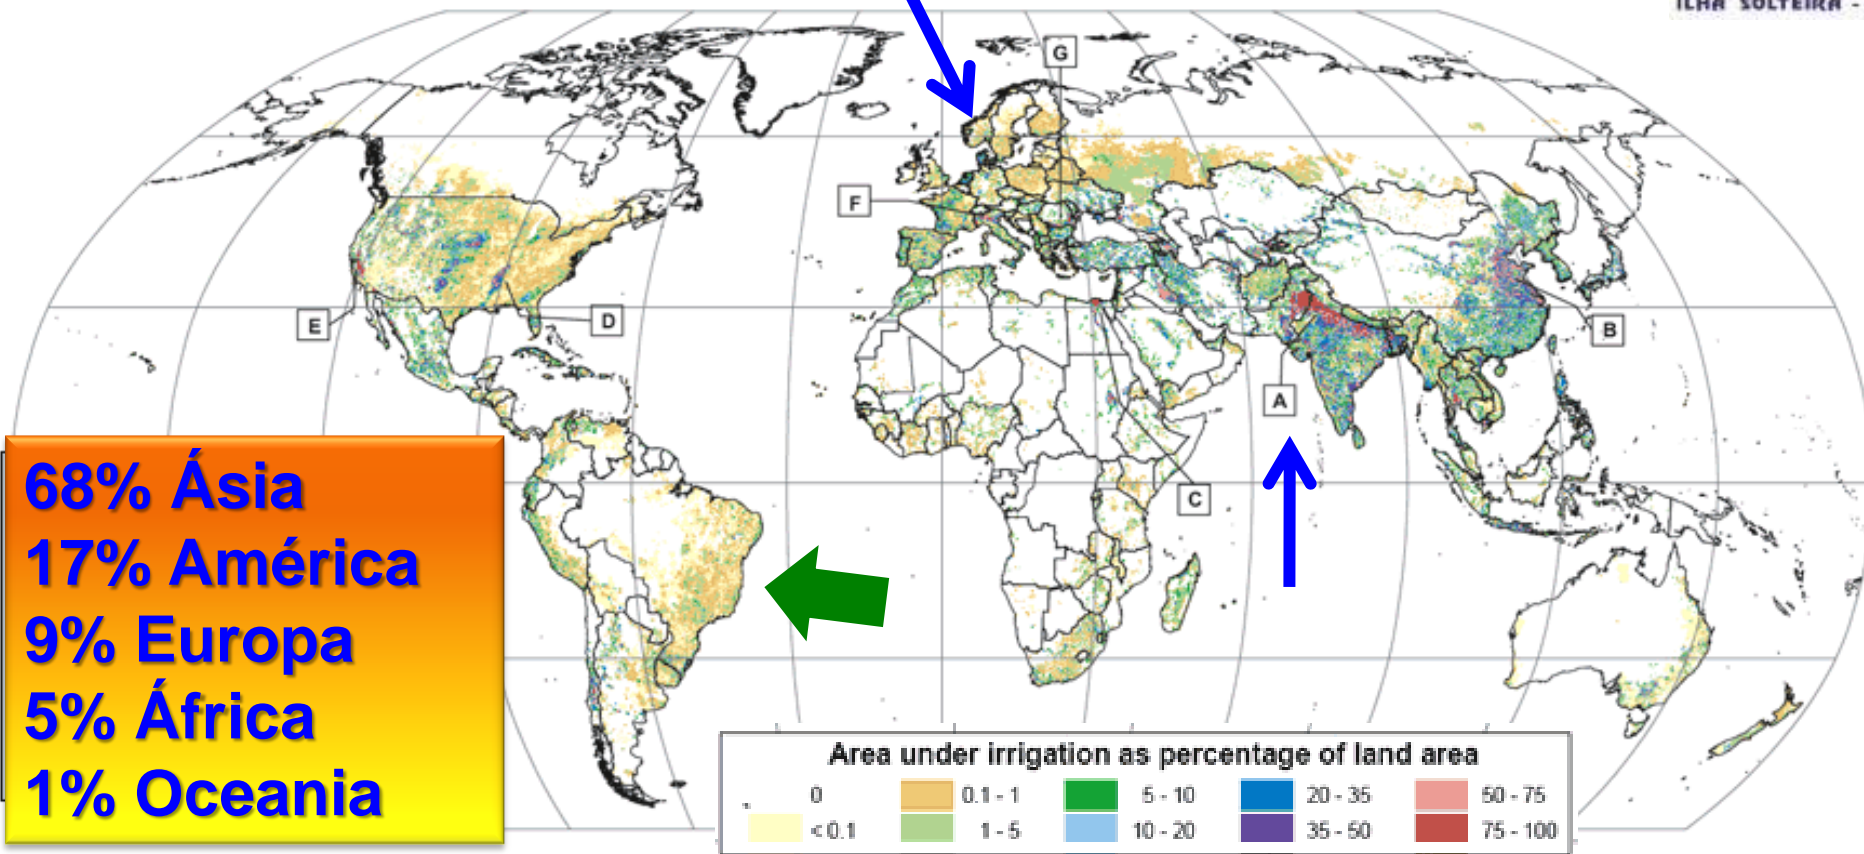 ILHA SOLTEIRA -
G
F
E
D
B
A
C
68% Ásia
17% América
9% Europa
5% África
1% Oceania
Area under irrigation as percentage of land area
0 0.1 - 1 5 - 10 20 - 35 50 - 75
< 0.1 1 - 5 10 - 20 35 - 50 75 - 100